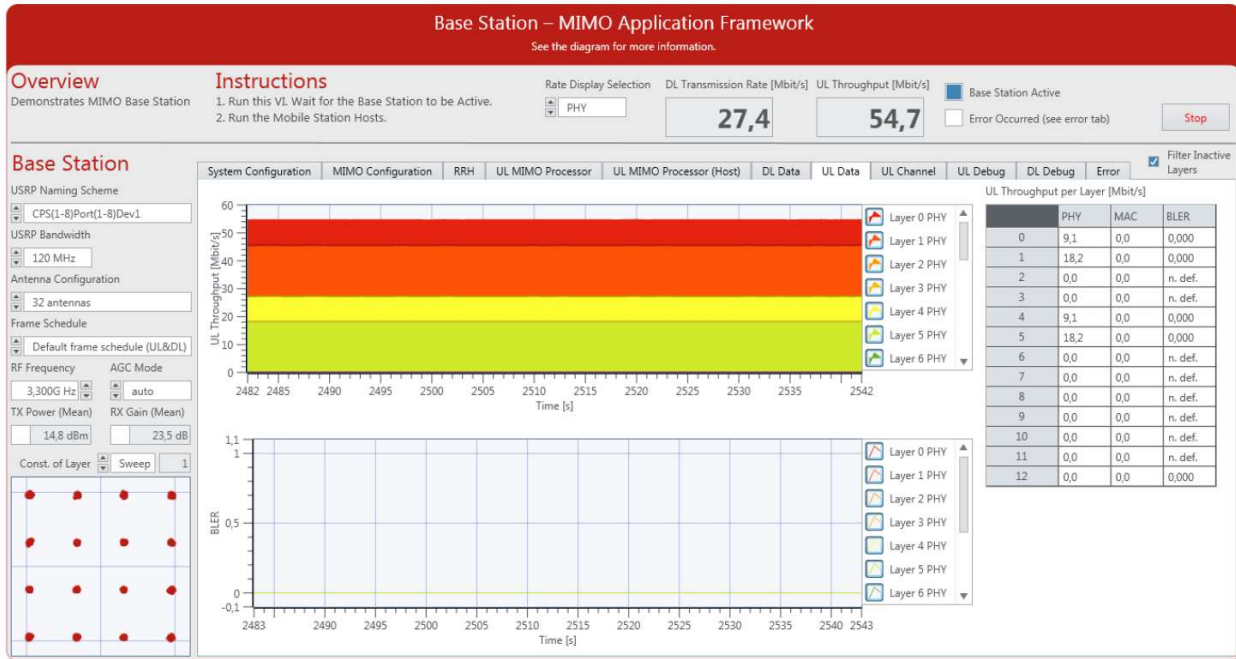 Base Station – MIMO Application Framework
See the diagram for more information.
Overview
Demonstrates MIMO Base Station
Instructions
1. Run this VI. Wait for the Base Station to be Active.
2. Run the Mobile Station Hosts.
Rate Display Selection
PHY
DL Transmission Rate [Mbit/s]
27,4
UL Throughput [Mbit/s]
54,7
Base Station Active
Error Occurred (see error tab)
Stop
Base Station
USRP Naming Scheme
CPS(1-8)Port(1-8)Dev1
USRP Bandwidth
120 MHz
Antenna Configuration
32 antennas
Frame Schedule
Default frame schedule (UL&DL)
RF Frequency AGC Mode
3,300G Hz auto
TX Power (Mean) RX Gain (Mean)
14,8 dBm 23,5 dB
Const. of Layer Sweep 1
System Configuration MIMO Configuration RRH UL MIMO Processor UL MIMO Processor (Host) DL Data UL Data UL Channel UL Debug DL Debug Error
Filter Inactive
Layers
UL Throughput [Mbit/s]
60
50
40
30
20
10
0
2482 2485 2490 2495 2500 2505 2510 2515 2520 2525 2530 2535 2542
Time [s]
Layer 0 PHY
Layer 1 PHY
Layer 2 PHY
Layer 3 PHY
Layer 4 PHY
Layer 5 PHY
Layer 6 PHY
BLER
1,1
1
0,5
0
-0,1
2483 2490 2495 2500 2505 2510 2515 2520 2525 2530 2535 2540 2543
Time [s]
Layer 0 PHY
Layer 1 PHY
Layer 2 PHY
Layer 3 PHY
Layer 4 PHY
Layer 5 PHY
Layer 6 PHY
UL Throughput per Layer [Mbit/s]
PHY MAC BLER
0 9,1 0,0 0,000
1 18,2 0,0 0,000
2 0,0 0,0 n. def.
3 0,0 0,0 n. def.
4 9,1 0,0 0,000
5 18,2 0,0 0,000
6 0,0 0,0 n. def.
7 0,0 0,0 n. def.
8 0,0 0,0 n. def.
9 0,0 0,0 n. def.
10 0,0 0,0 n. def.
11 0,0 0,0 n. def.
12 0,0 0,0 0,000